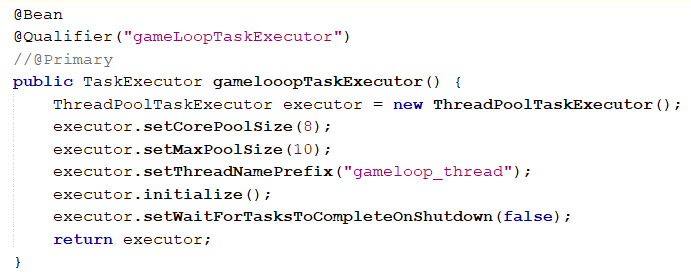 @Bean
@Qualifier("gameLoopTaskExecutor")
//@Primary
public TaskExecutor gamelooopTaskExecutor() {
    ThreadPoolTaskExecutor executor = new ThreadPoolTaskExecutor();
    executor.setCorePoolSize(8);
    executor.setMaxPoolSize(10);
    executor.setThreadNamePrefix("gameloop_thread");
    executor.initialize();
    executor.setWaitForTasksToCompleteOnShutdown(false);
    return executor;
}